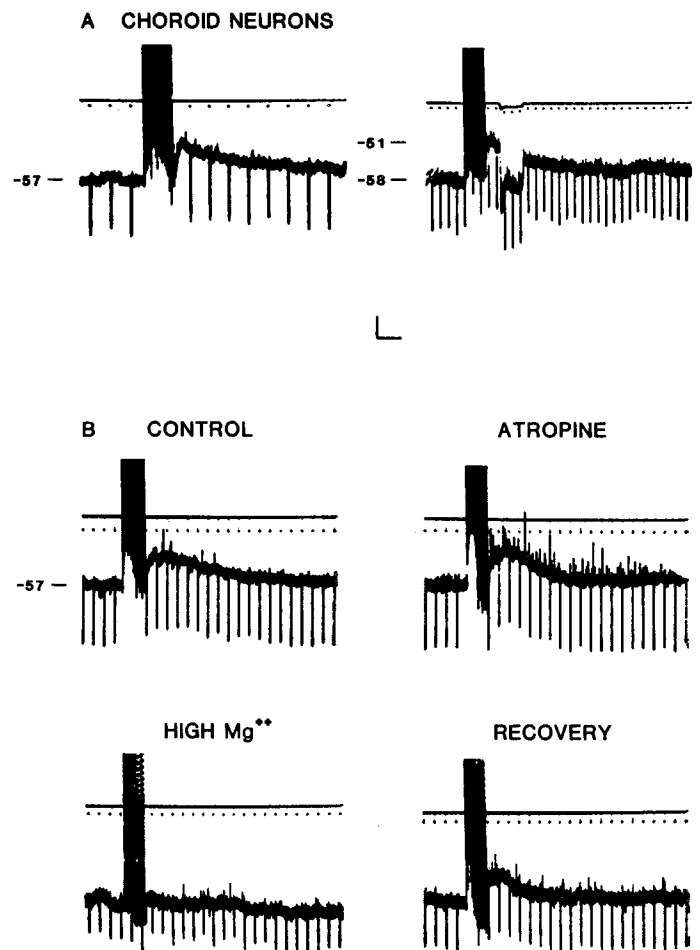 A CHOROID NEURONS
-57 —
-51 —
-58 —
B CONTROL
ATROPINE
-57 —
HIGH Mg++
RECOVERY